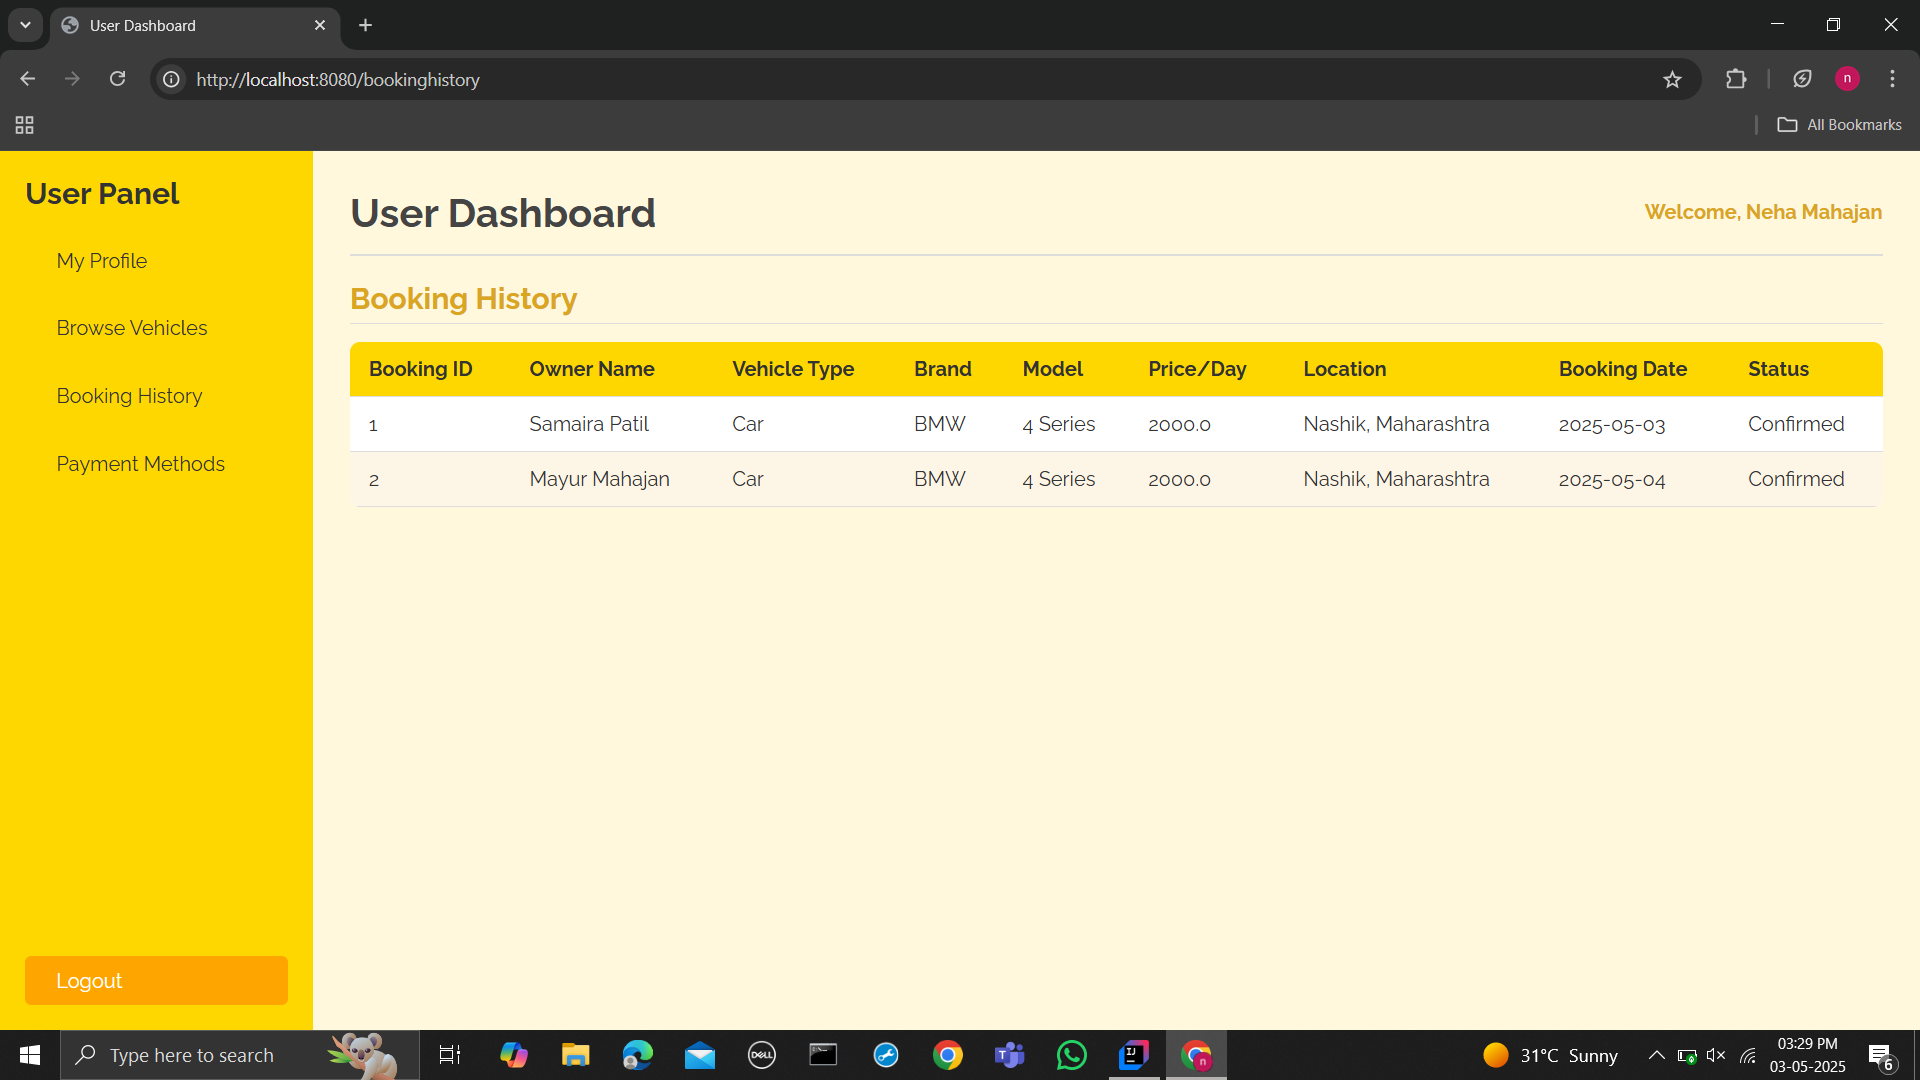 User Dashboard
http://localhost:8080/bookinghistory
n
All Bookmarks
User Panel
My Profile
Browse Vehicles
Booking History
Payment Methods
Logout
User Dashboard
Welcome, Neha Mahajan
Booking History
Booking ID Owner Name Vehicle Type Brand Model Price/Day Location Booking Date Status
1 Samaira Patil Car BMW 4 Series 2000.0 Nashik, Maharashtra 2025-05-03 Confirmed
2 Mayur Mahajan Car BMW 4 Series 2000.0 Nashik, Maharashtra 2025-05-04 Confirmed
Type here to search
DELL
T
IJ
n
31°C Sunny
03:29 PM
03-05-2025
6